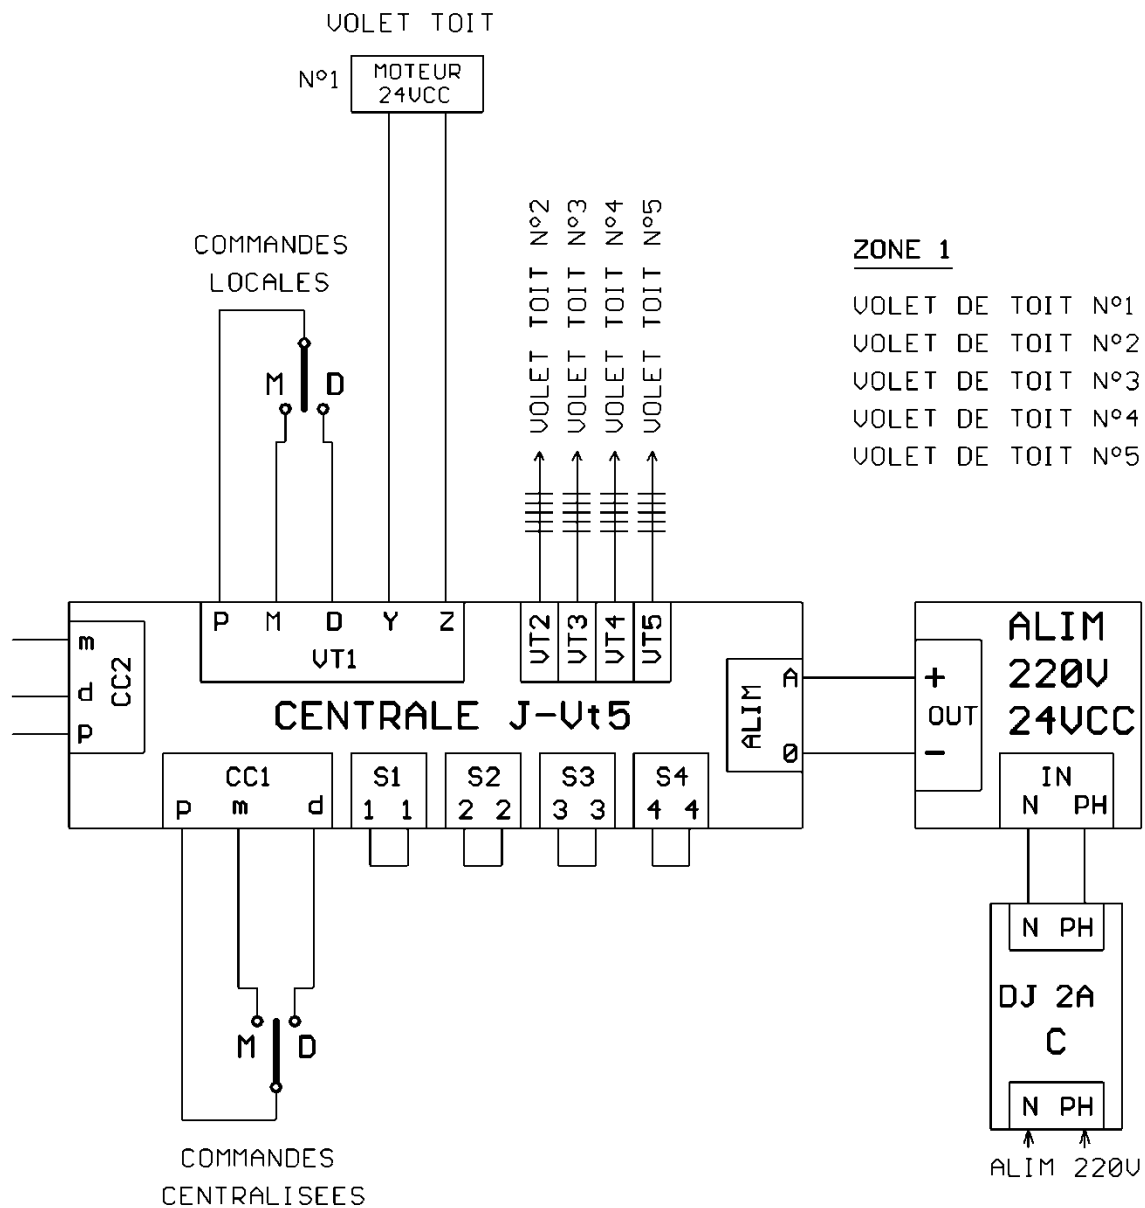 VOLET TOIT
N°1
MOTEUR
24VCC
COMMANDES
LOCALES
M D
VOLET TOIT N°2
VOLET TOIT N°3
VOLET TOIT N°4
VOLET TOIT N°5
ZONE 1
VOLET DE TOIT N°1
VOLET DE TOIT N°2
VOLET DE TOIT N°3
VOLET DE TOIT N°4
VOLET DE TOIT N°5
P M D Y Z
VT1
VT2
VT3
VT4
VT5
m
d
p
CC2
CENTRALE J-Vt5
ALIM
A
0
+
OUT
-
ALIM
220V
24VCC
IN
N PH
CC1
p m d
S1
1 1
S2
2 2
S3
3 3
S4
4 4
N PH
DJ 2A
C
N PH
ALIM 220V
M D
COMMANDES
CENTRALISEES